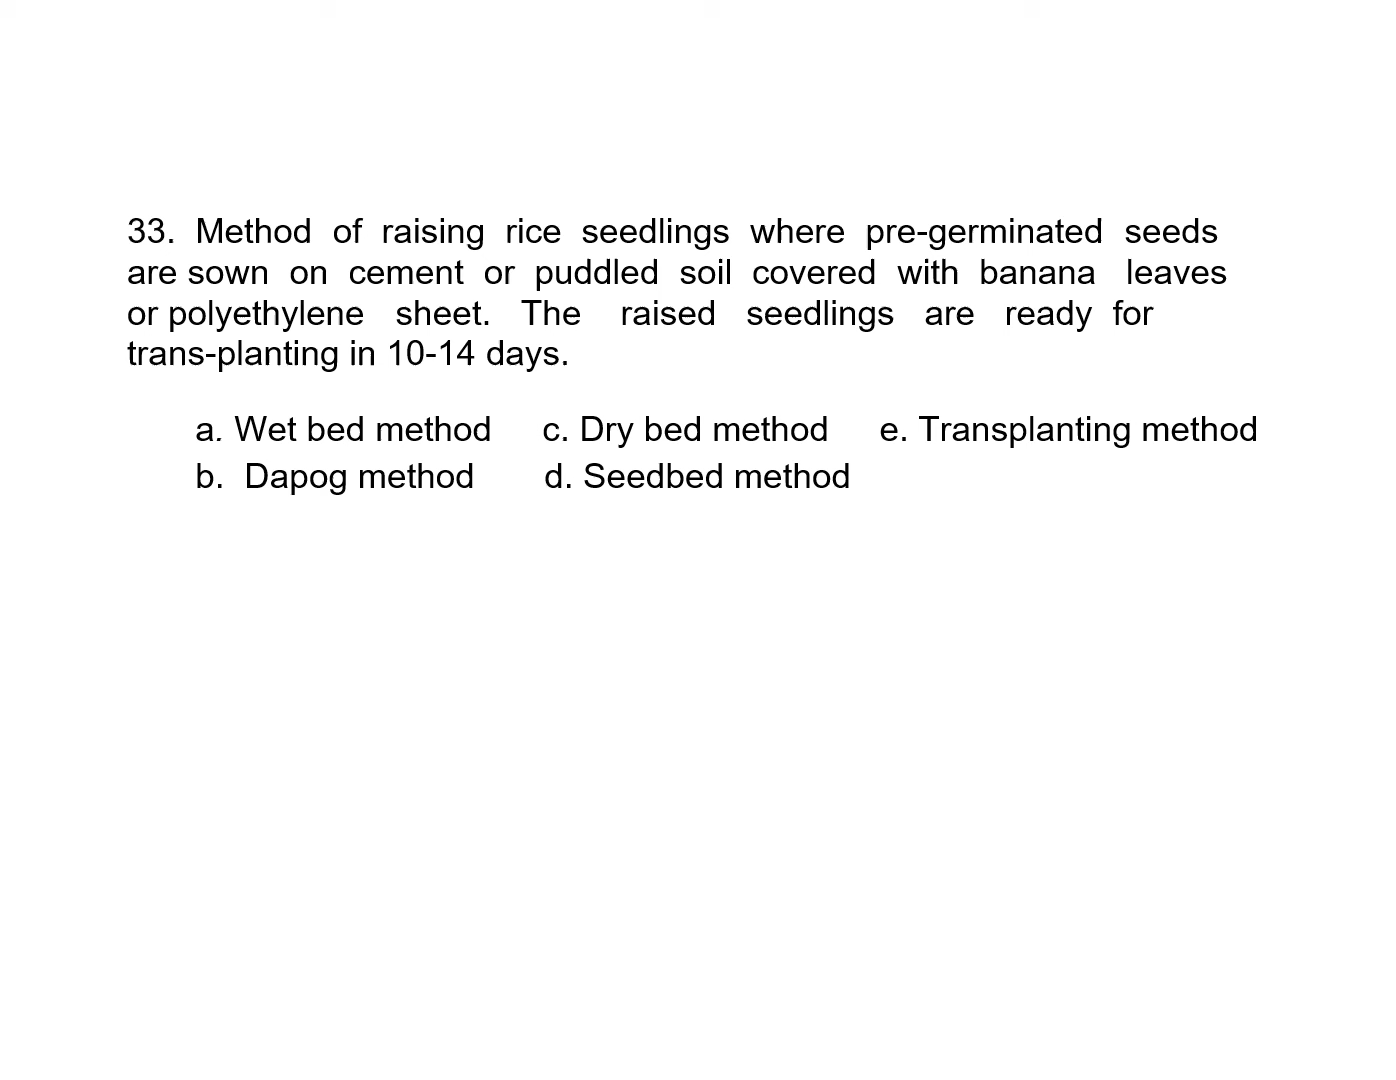 33. Method of raising rice seedlings where pre-germinated seeds
are sown on cement or puddled soil covered with banana leaves
or polyethylene sheet. The raised seedlings are ready for
trans-planting in 10-14 days.
a. Wet bed method c. Dry bed method e. Transplanting method
b. Dapog method d. Seedbed method